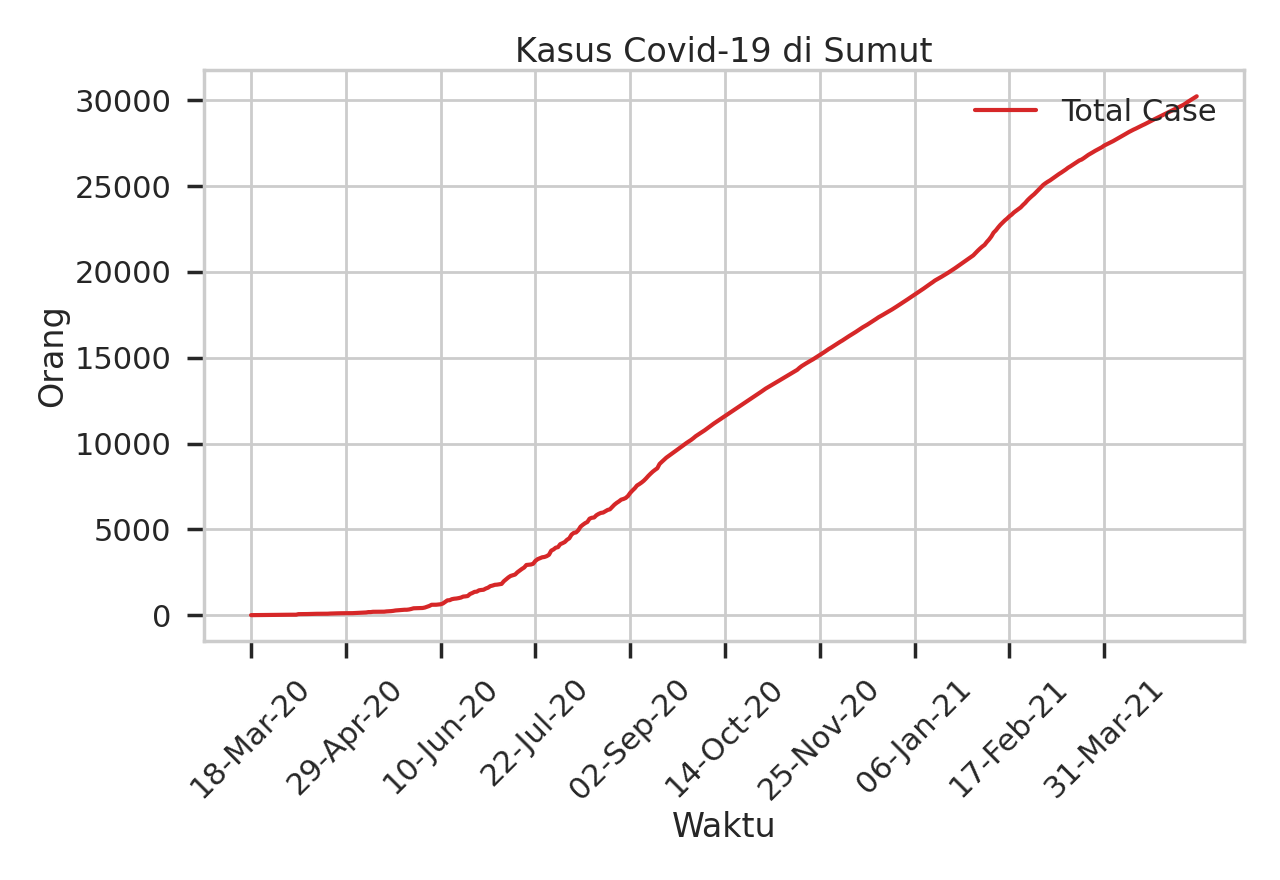 Kasus Covid-19 di Sumut
Total Case
30000
25000
20000
15000
10000
5000
0
Orang
18-Mar-20
29-Apr-20
10-Jun-20
22-Jul-20
02-Sep-20
14-Oct-20
25-Nov-20
06-Jan-21
17-Feb-21
31-Mar-21
Waktu